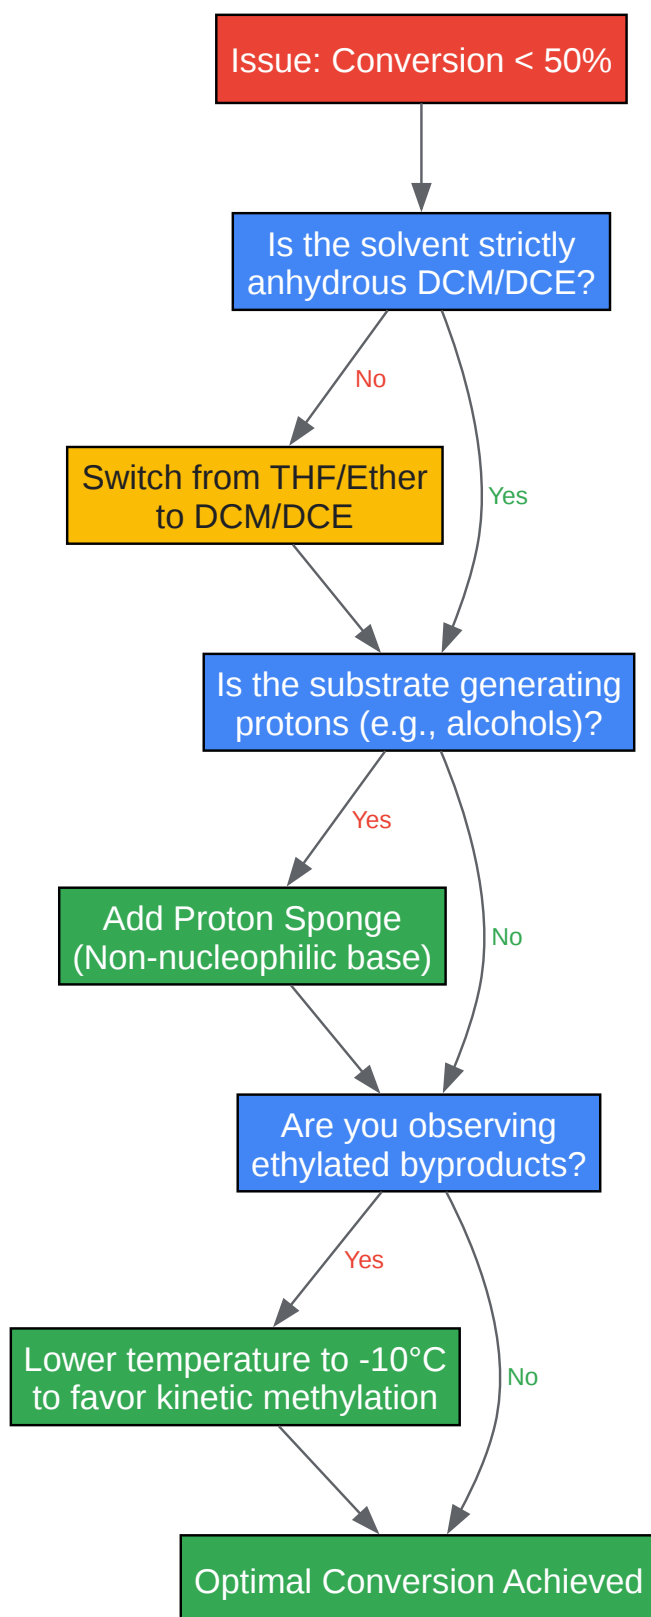 Issue: Conversion < 50%
Is the solvent strictly
anhydrous DCM/DCE?
No
Switch from THF/Ether
to DCM/DCE
Yes
Is the substrate generating
protons (e.g., alcohols)?
Yes
Add Proton Sponge
(Non-nucleophilic base)
No
Are you observing
ethylated byproducts?
Yes
Lower temperature to -10°C
to favor kinetic methylation
No
Optimal Conversion Achieved